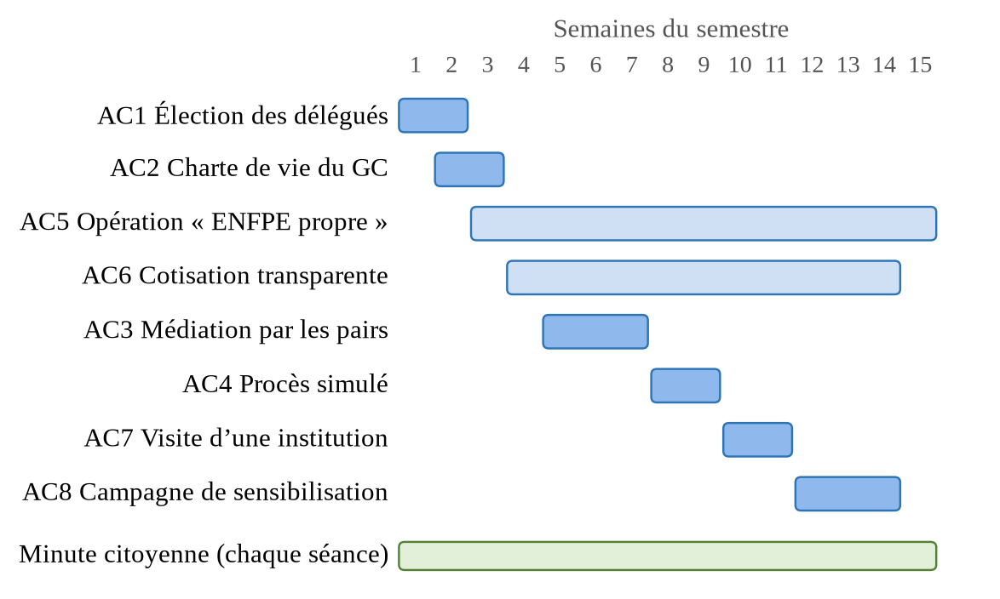 Semaines du semestre
1 2 3 4 5 6 7 8 9 10 11 12 13 14 15
AC1 Élection des délégués
AC2 Charte de vie du GC
AC5 Opération « ENFPE propre »
AC6 Cotisation transparente
AC3 Médiation par les pairs
AC4 Procès simulé
AC7 Visite d’une institution
AC8 Campagne de sensibilisation
Minute citoyenne (chaque séance)